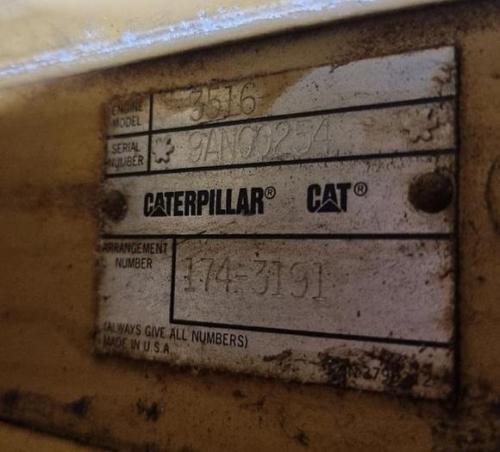 ENGINE MODEL 3516
SERIAL NUMBER *9AN00254*
CATERPILLAR® CAT®
ARRANGEMENT NUMBER 174-3191
(ALWAYS GIVE ALL NUMBERS)
MADE IN U.S.A